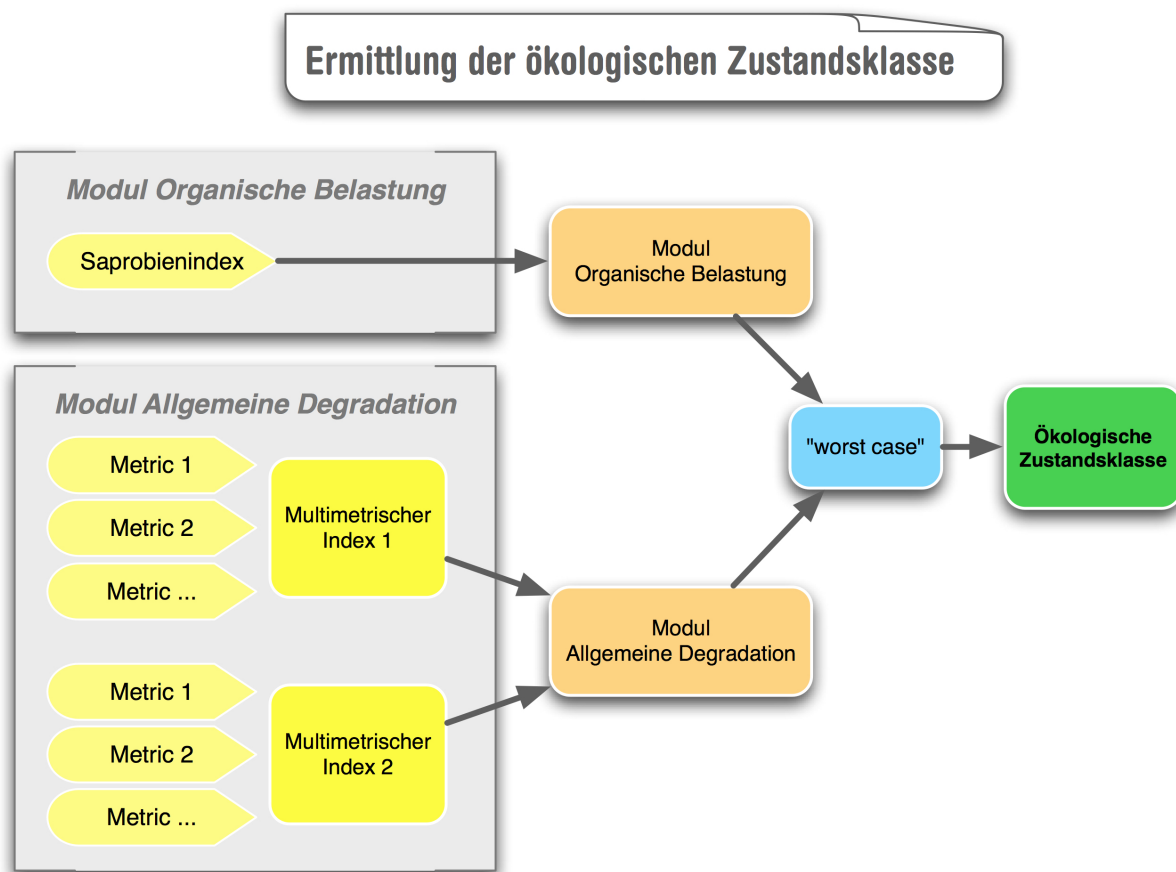 Ermittlung der ökologischen Zustandsklasse
Modul Organische Belastung
Saprobienindex
Modul
Organische Belastung
Modul Allgemeine Degradation
Metric 1
Metric 2
Metric ...
Multimetrischer
Index 1
Metric 1
Metric 2
Metric ...
Multimetrischer
Index 2
Modul
Allgemeine Degradation
"worst case"
Ökologische
Zustandsklasse